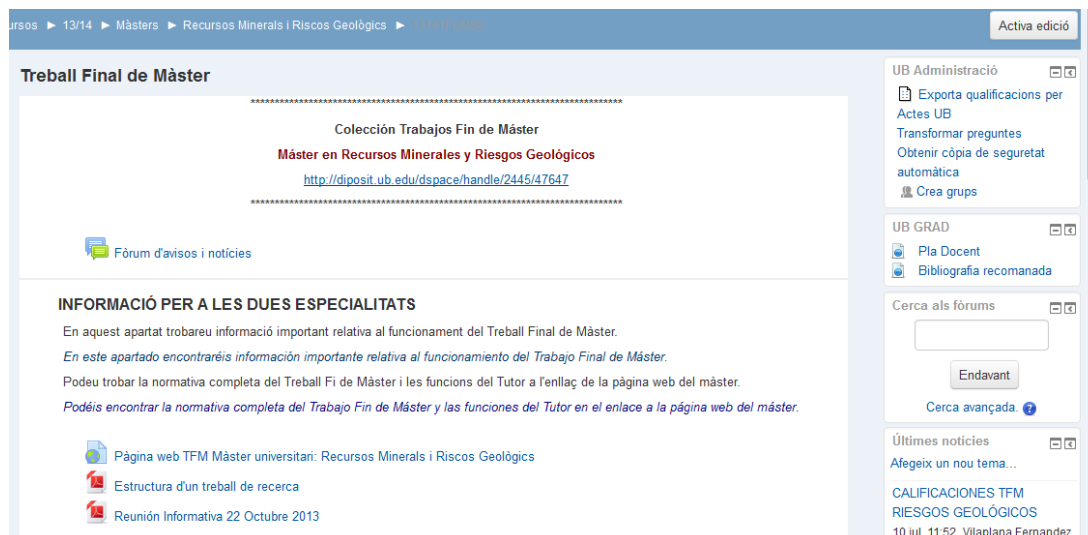 ursos ► 13/14 ► Màsters ► Recursos Minerals i Riscos Geològics ►
Activa edició
Treball Final de Màster
******************************************************************************
Colección Trabajos Fin de Máster
Máster en Recursos Minerales y Riesgos Geológicos
http://diposit.ub.edu/dspace/handle/2445/47647
******************************************************************************
Fòrum d'avisos i notícies
INFORMACIÓ PER A LES DUES ESPECIALITATS
En aquest apartat trobareu informació important relativa al funcionament del Treball Final de Màster.
En este apartado encontraréis información importante relativa al funcionamiento del Trabajo Final de Máster.
Podeu trobar la normativa completa del Treball Fi de Màster i les funcions del Tutor a l'enllaç de la pàgina web del màster.
Podéis encontrar la normativa completa del Trabajo Fin de Máster y las funciones del Tutor en el enlace a la página web del máster.
Pàgina web TFM Màster universitari: Recursos Minerals i Riscos Geològics
Estructura d'un treball de recerca
Reunión Informativa 22 Octubre 2013
UB Administració
Exporta qualificacions per
Actes UB
Transformar preguntes
Obtenir còpia de seguretat
automàtica
Crea grups
UB GRAD
Pla Docent
Bibliografia recomanada
Cerca als fòrums
Endavant
Cerca avançada.
Últimes noticies
Afegeix un nou tema...
CALIFICACIONES TFM
RIESGOS GEOLÓGICOS
10 jul, 11:52, Vilaplana Fernandez